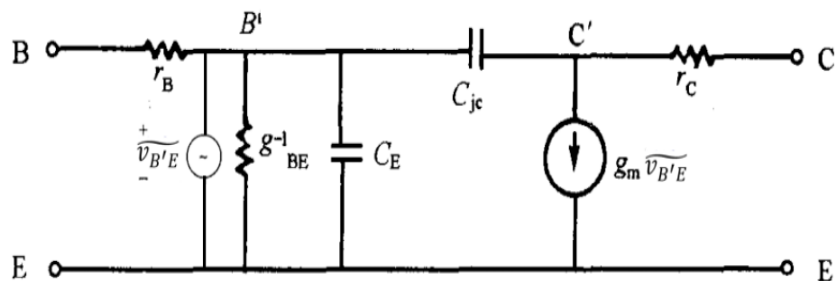 B' C'
B C
r_B r_C
C_jc
+
~
v_B'E
-
g^-1_BE C_E g_m v_B'E
E E